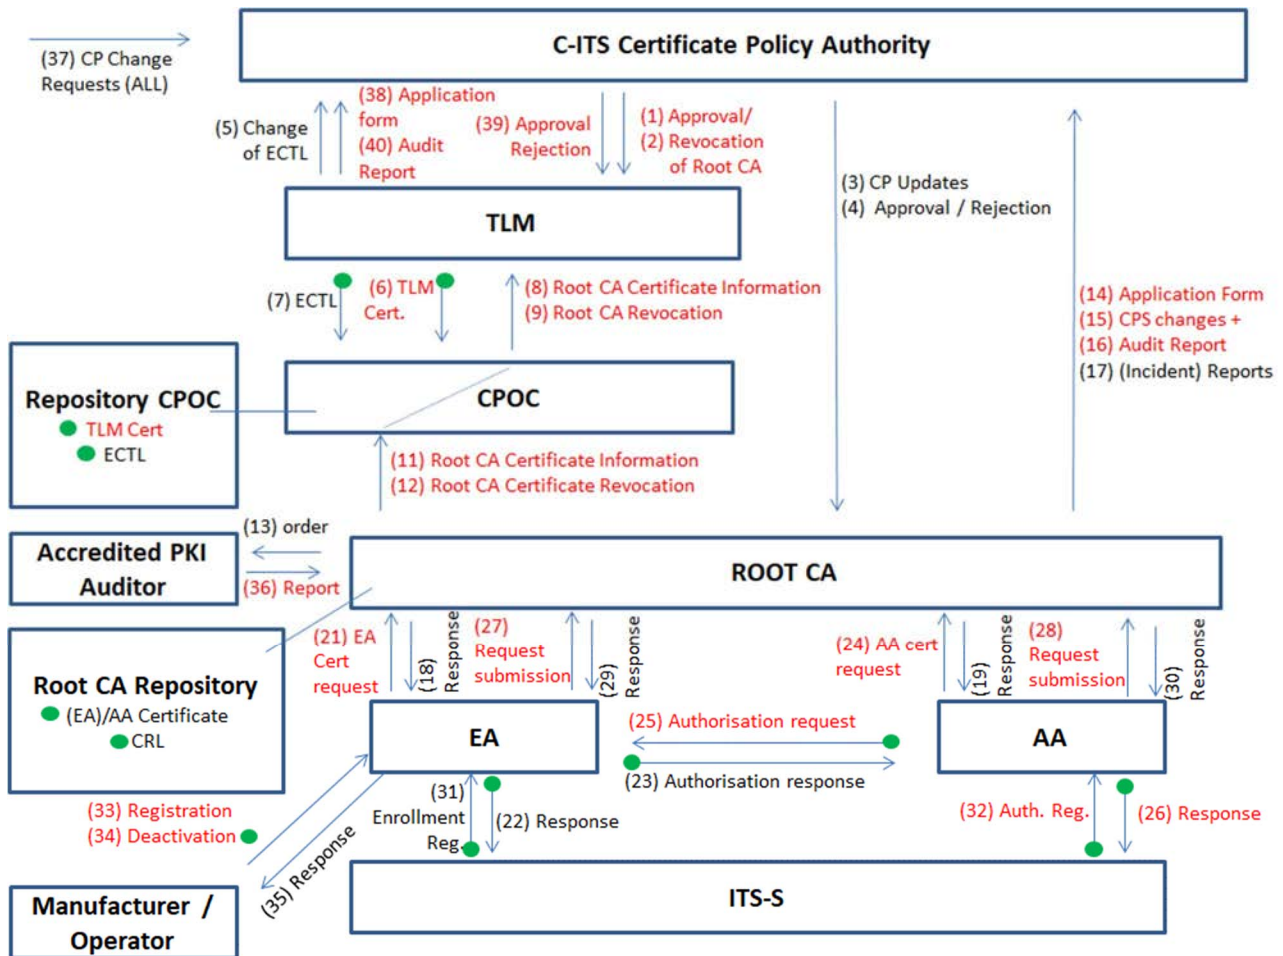 C-ITS Certificate Policy Authority
(37) CP Change
Requests (ALL)
(5) Change
of ECTL
(38) Application
form
(40) Audit
Report
(39) Approval
Rejection
(1) Approval/
(2) Revocation
of Root CA
(3) CP Updates
(4) Approval / Rejection
TLM
(7) ECTL
(6) TLM
Cert.
(8) Root CA Certificate Information
(9) Root CA Revocation
(14) Application Form
(15) CPS changes +
(16) Audit Report
(17) (Incident) Reports
Repository CPOC
TLM Cert
ECTL
CPOC
(11) Root CA Certificate Information
(12) Root CA Certificate Revocation
(13) order
Accredited PKI
Auditor
(36) Report
ROOT CA
(21) EA
Cert
request
(18)
Response
(27)
Request
submission
(29)
Response
(24) AA cert
request
(19)
Response
(28)
Request
submission
(30)
Response
Root CA Repository
(EA)/AA Certificate
CRL
EA
(25) Authorisation request
(23) Authorisation response
AA
(33) Registration
(34) Deactivation
(35) Response
(31)
Enrollment
Reg.
(22) Response
(32) Auth. Reg.
(26) Response
Manufacturer /
Operator
ITS-S